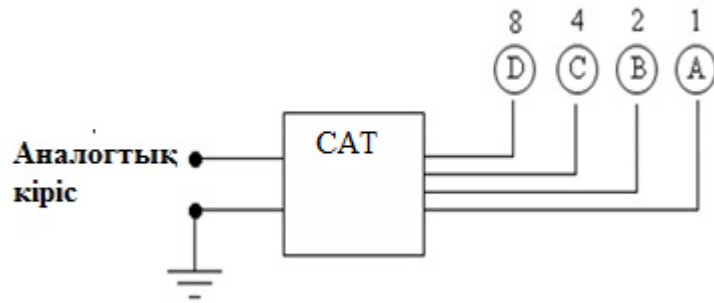 8 4 2 1
D C B A
САТ
Аналогтық
кіріс